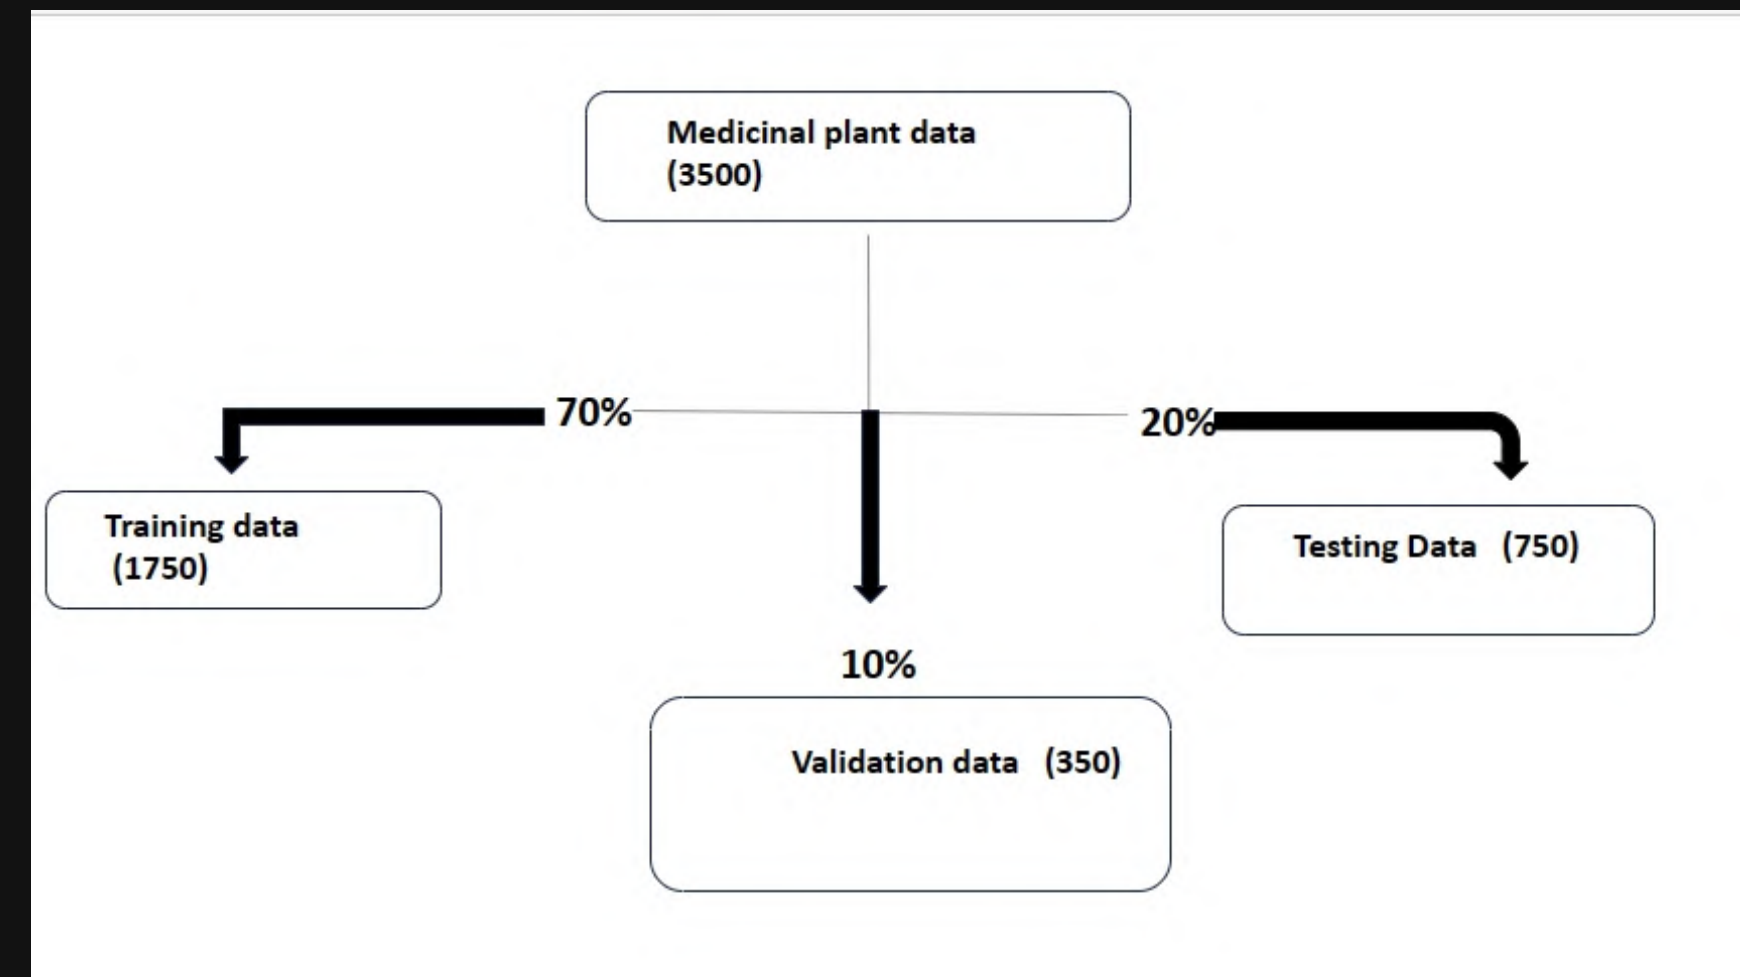 Medicinal plant data
(3500)
70%
20%
Training data
(1750)
Testing Data (750)
10%
Validation data (350)